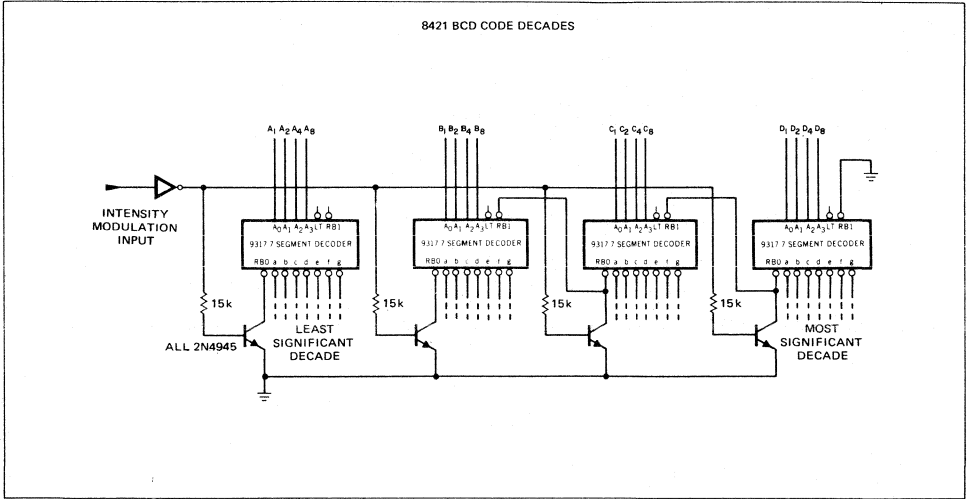 8421 BCD CODE DECADES
A1 A2 A4 A8
B1 B2 B4 B8
C1 C2 C4 C8
D1 D2 D4 D8
INTENSITY
MODULATION
INPUT
A0 A1 A2 A3 LT RBI
9317 7 SEGMENT DECODER
RBO a b c d e f g
A0 A1 A2 A3 LT RBI
9317 7 SEGMENT DECODER
RBO a b c d e f g
A0 A1 A2 A3 LT RBI
9317 7 SEGMENT DECODER
RBO a b c d e f g
A0 A1 A2 A3 LT RBI
9317 7 SEGMENT DECODER
RBO a b c d e f g
15k
15k
15k
15k
ALL 2N4945
LEAST
SIGNIFICANT
DECADE
MOST
SIGNIFICANT
DECADE